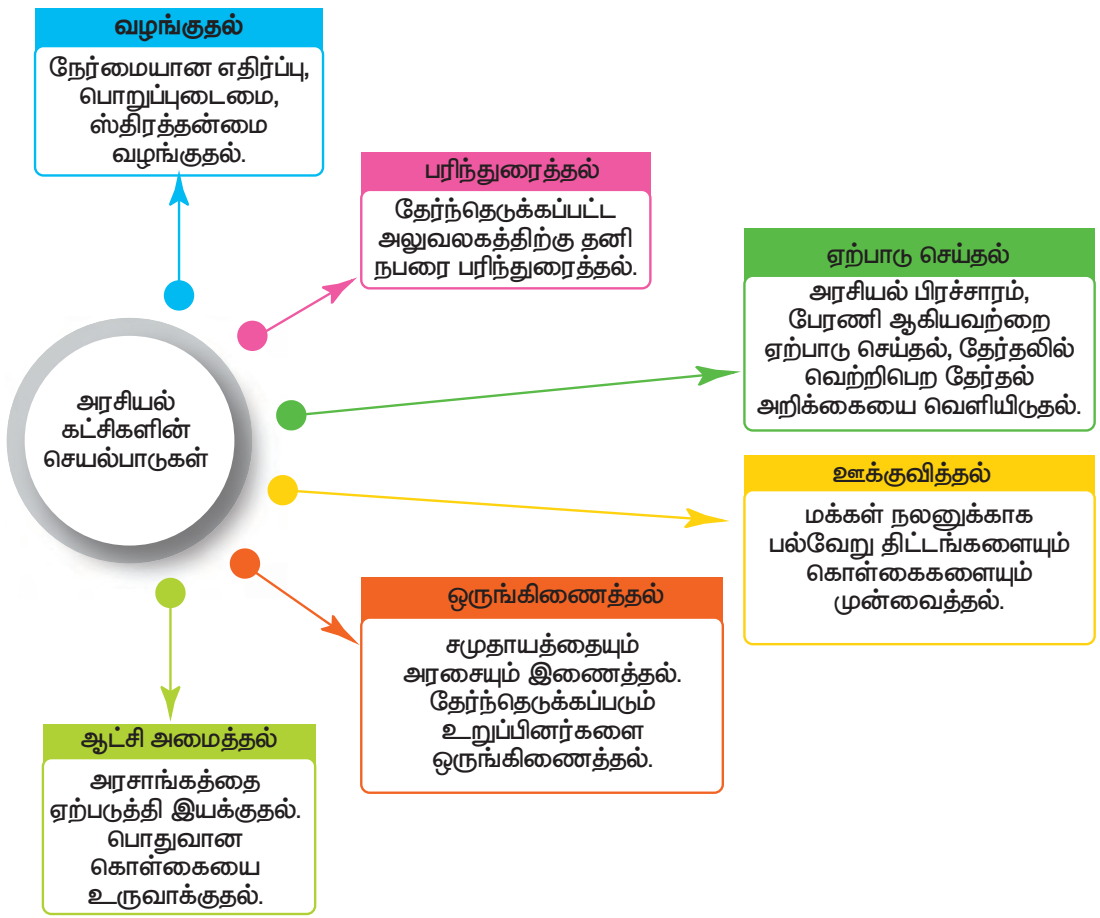 வழங்குதல்
நேர்மையான எதிர்ப்பு,
பொறுப்புடைமை,
ஸ்திரத்தன்மை
வழங்குதல்.
பரிந்துரைத்தல்
தேர்ந்தெடுக்கப்பட்ட
அலுவலகத்திற்கு தனி
நபரை பரிந்துரைத்தல்.
ஏற்பாடு செய்தல்
அரசியல் பிரச்சாரம்,
பேரணி ஆகியவற்றை
ஏற்பாடு செய்தல், தேர்தலில்
வெற்றிபெற தேர்தல்
அறிக்கையை வெளியிடுதல்.
அரசியல்
கட்சிகளின்
செயல்பாடுகள்
ஊக்குவித்தல்
மக்கள் நலனுக்காக
பல்வேறு திட்டங்களையும்
கொள்கைகளையும்
முன்வைத்தல்.
ஒருங்கிணைத்தல்
சமுதாயத்தையும்
அரசையும் இணைத்தல்.
தேர்ந்தெடுக்கப்படும்
உறுப்பினர்களை
ஒருங்கிணைத்தல்.
ஆட்சி அமைத்தல்
அரசாங்கத்தை
ஏற்படுத்தி இயக்குதல்.
பொதுவான
கொள்கையை
உருவாக்குதல்.